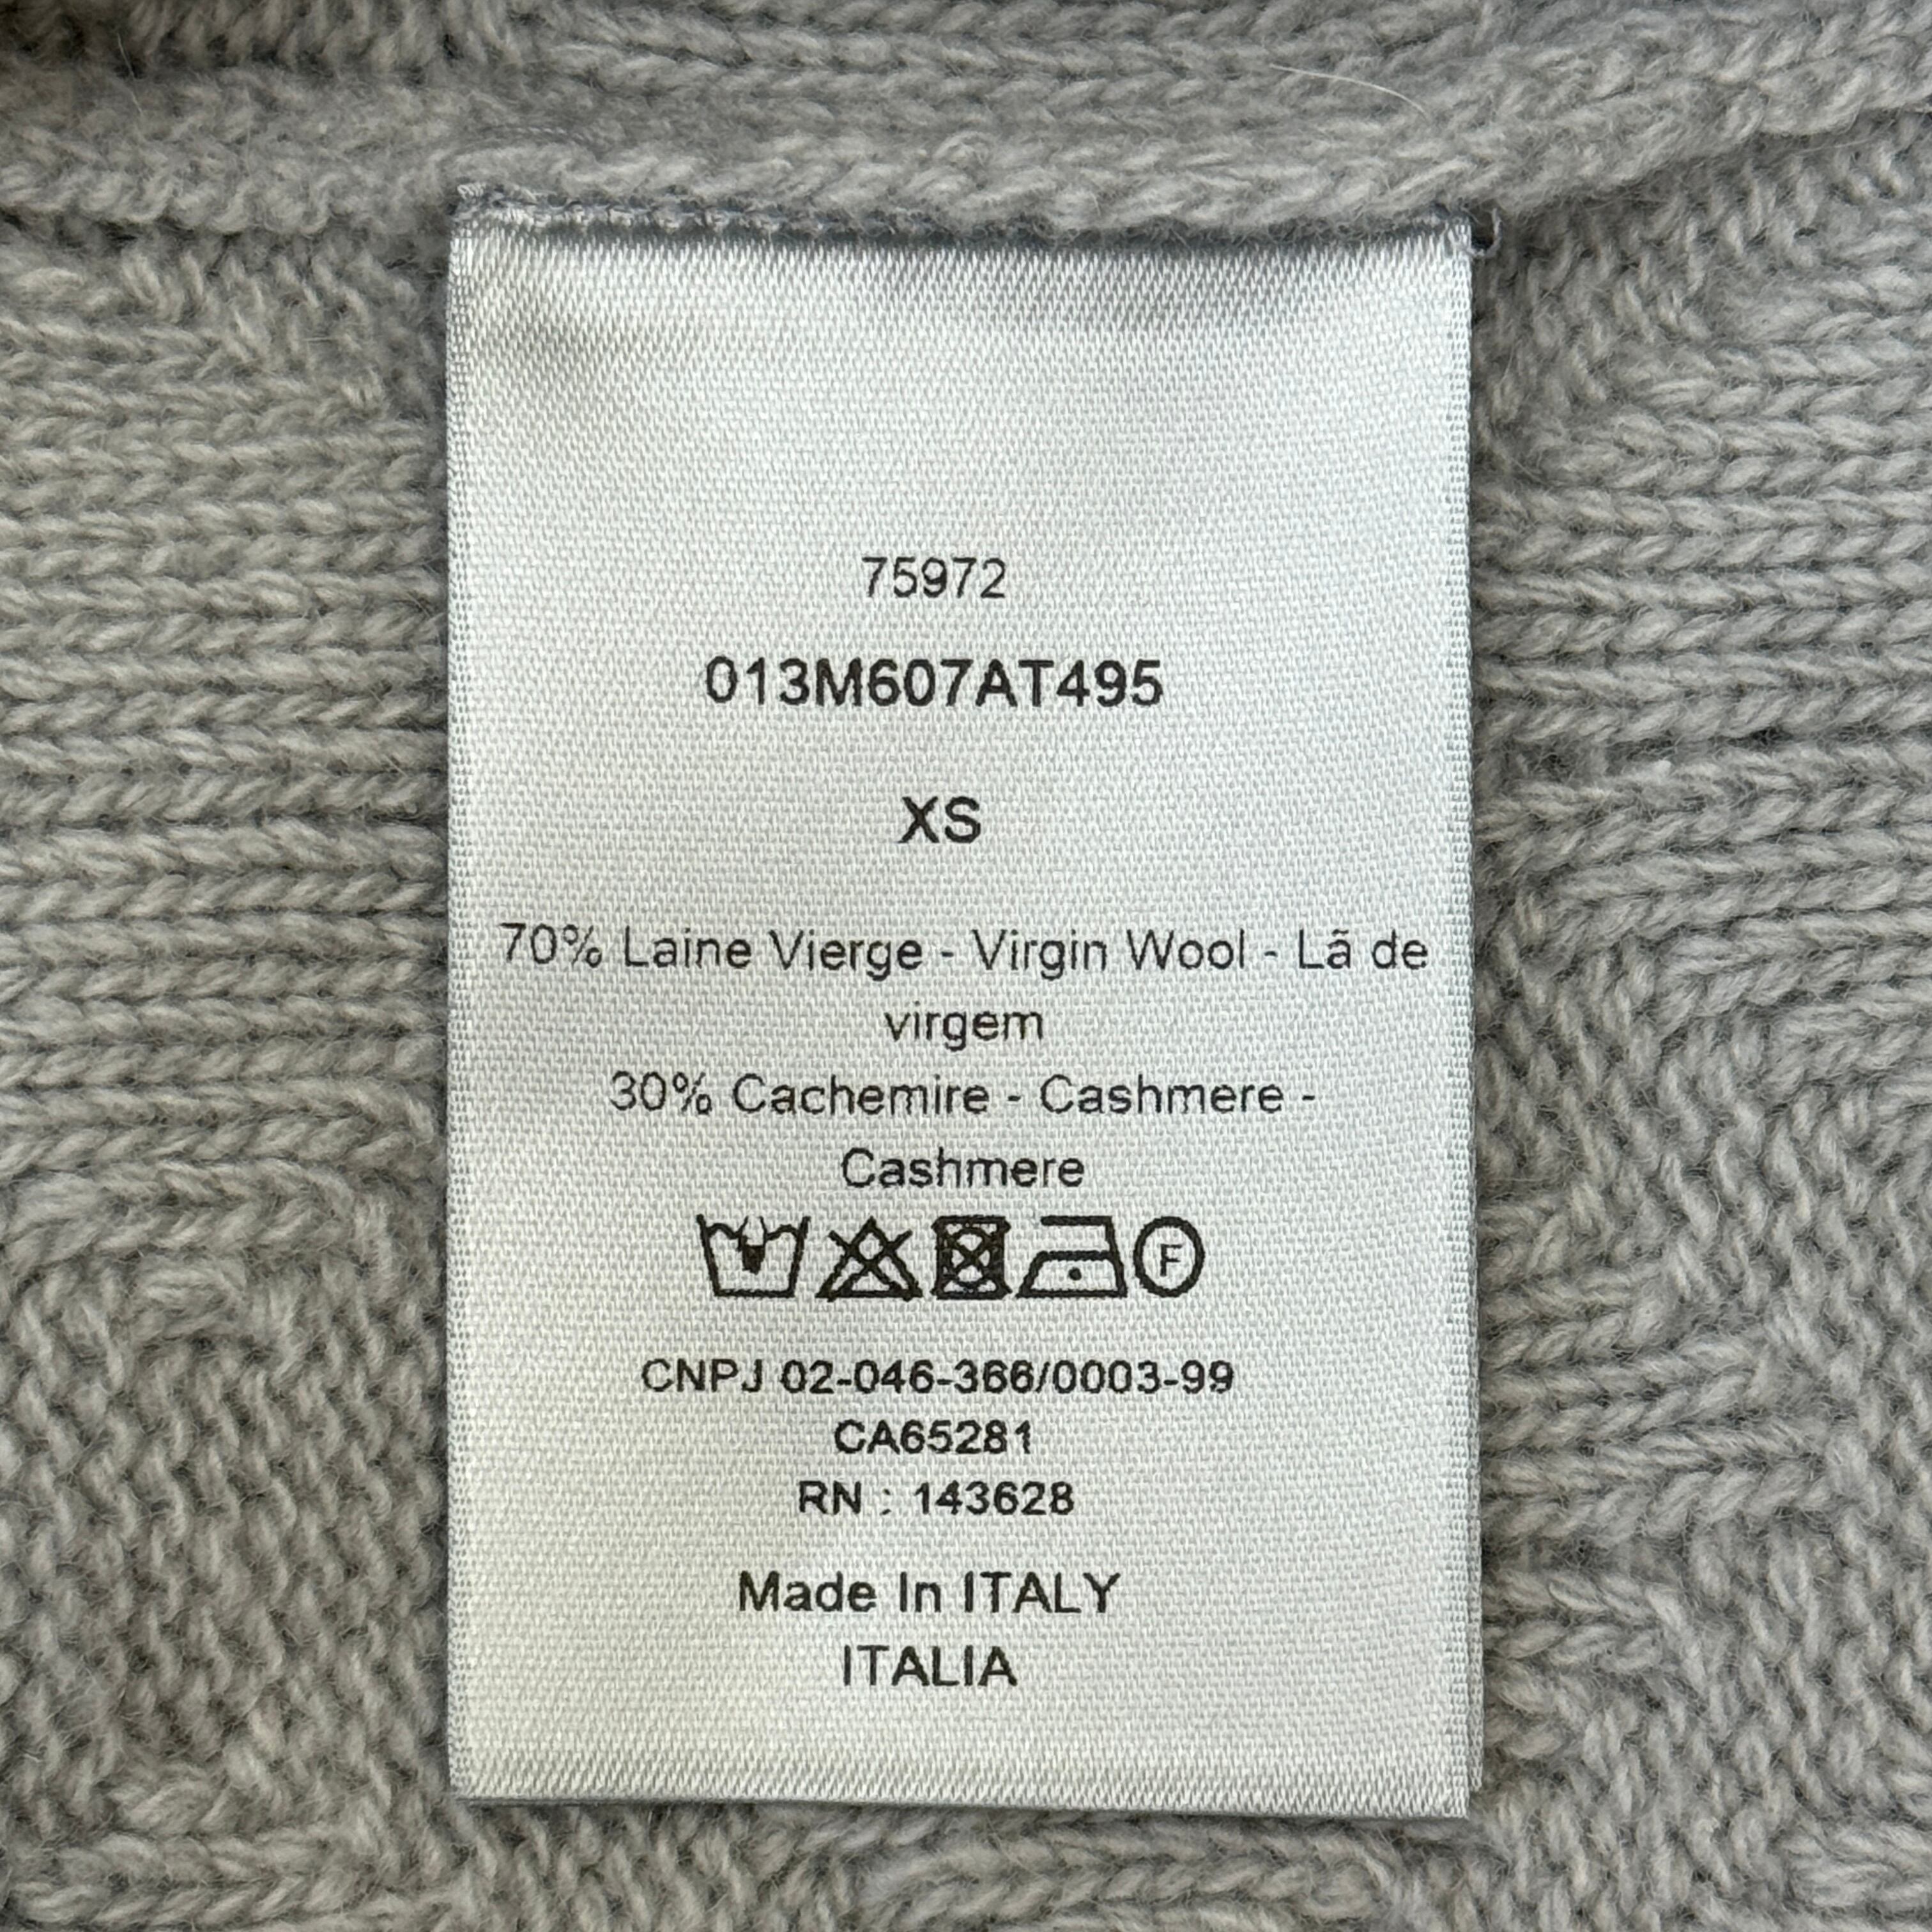 75972
013M607AT495
XS
70% Laine Vierge - Virgin Wool - Lã de
virgem
30% Cachemire - Cashmere -
Cashmere
F
CNPJ 02-046-366/0003-99
CA65281
RN : 143628
Made In ITALY
ITALIA